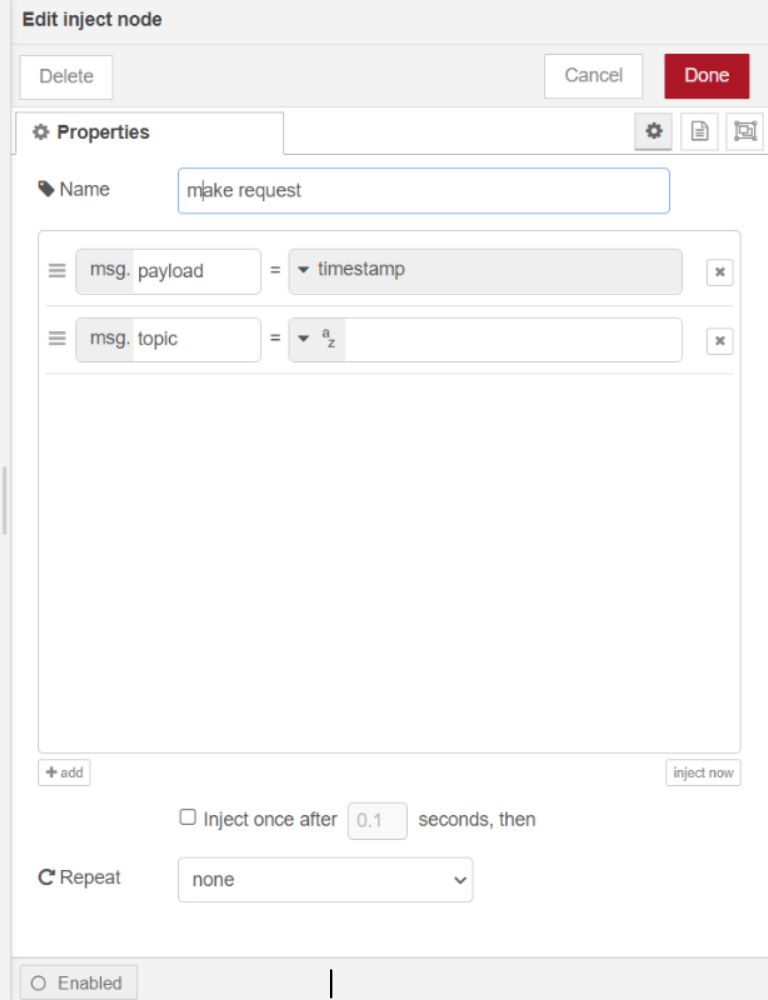 Edit inject node
Delete Cancel Done
Properties
Name make request
msg. payload = timestamp
msg. topic = a z
+ add inject now
Inject once after 0.1 seconds, then
Repeat none
Enabled